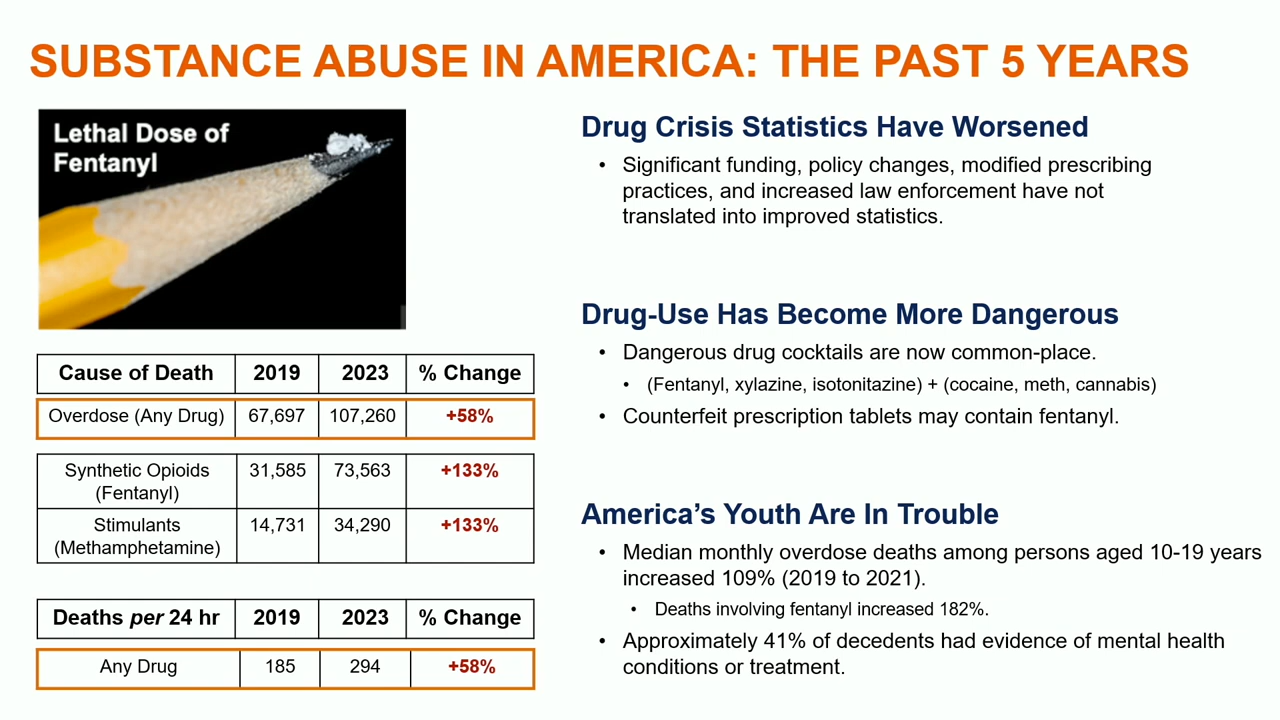 SUBSTANCE ABUSE IN AMERICA: THE PAST 5 YEARS
Lethal Dose of
Fentanyl
Cause of Death 2019 2023 % Change
Overdose (Any Drug) 67,697 107,260 +58%
Synthetic Opioids
(Fentanyl) 31,585 73,563 +133%
Stimulants
(Methamphetamine) 14,731 34,290 +133%
Deaths per 24 hr 2019 2023 % Change
Any Drug 185 294 +58%
Drug Crisis Statistics Have Worsened
• Significant funding, policy changes, modified prescribing
practices, and increased law enforcement have not
translated into improved statistics.
Drug-Use Has Become More Dangerous
• Dangerous drug cocktails are now common-place.
• (Fentanyl, xylazine, isotonitazine) + (cocaine, meth, cannabis)
• Counterfeit prescription tablets may contain fentanyl.
America’s Youth Are In Trouble
• Median monthly overdose deaths among persons aged 10-19 years
increased 109% (2019 to 2021).
• Deaths involving fentanyl increased 182%.
• Approximately 41% of decedents had evidence of mental health
conditions or treatment.